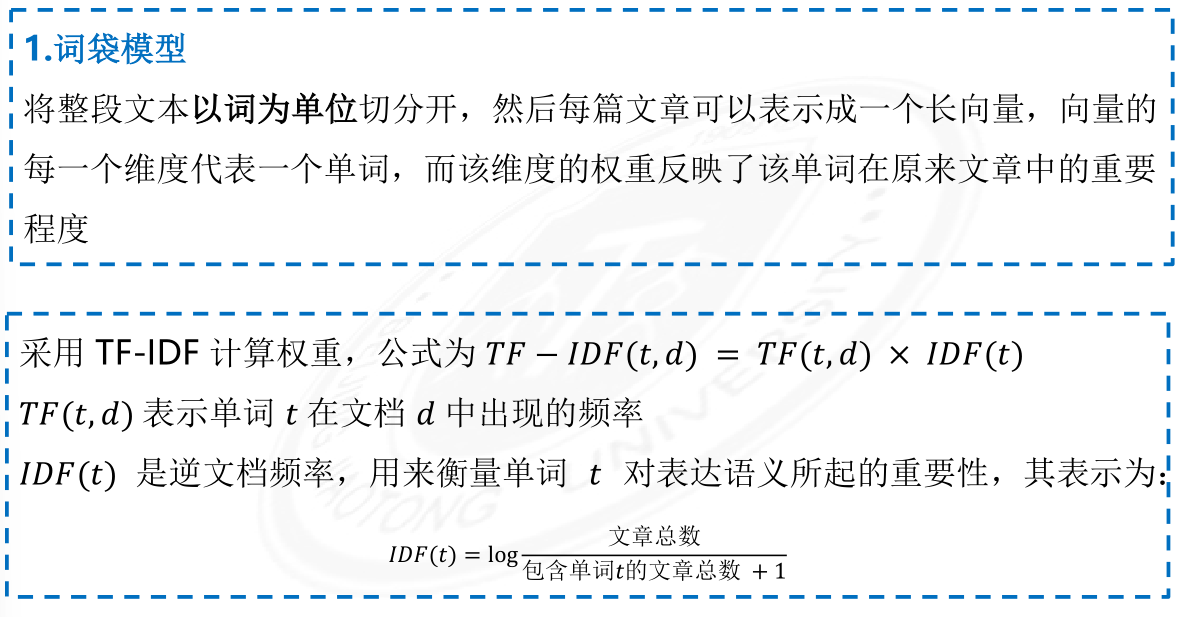 1.词袋模型
将整段文本以词为单位切分开，然后每篇文章可以表示成一个长向量，向量的
每一个维度代表一个单词，而该维度的权重反映了该单词在原来文章中的重要
程度
采用 TF-IDF 计算权重，公式为 TF − IDF(t, d) = TF(t, d) × IDF(t)
TF(t, d) 表示单词 t 在文档 d 中出现的频率
IDF(t) 是逆文档频率，用来衡量单词 t 对表达语义所起的重要性，其表示为：
IDF(t) = log 文章总数
包含单词t的文章总数 + 1
JIAOTONG UNIVERSITY